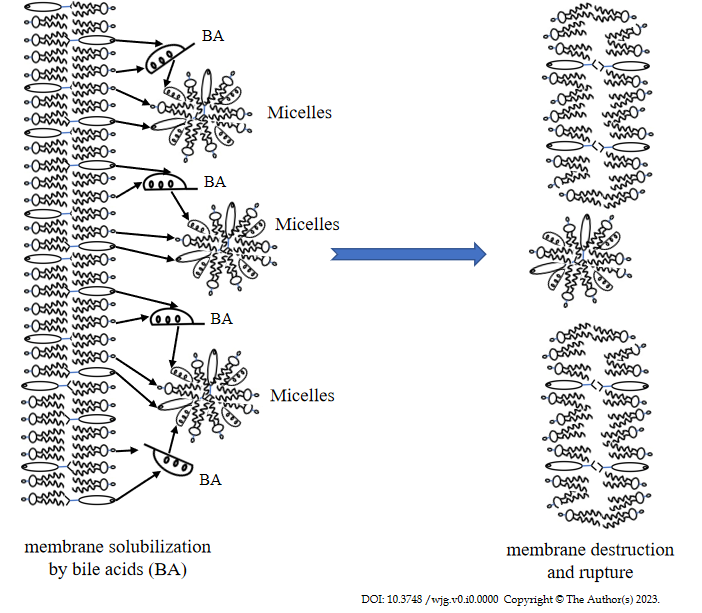 BA
Micelles
BA
Micelles
BA
Micelles
BA
membrane solubilization
by bile acids (BA)
membrane destruction
and rupture
DOI: 10.3748 /wjg.v0.i0.0000 Copyright © The Author(s) 2023.